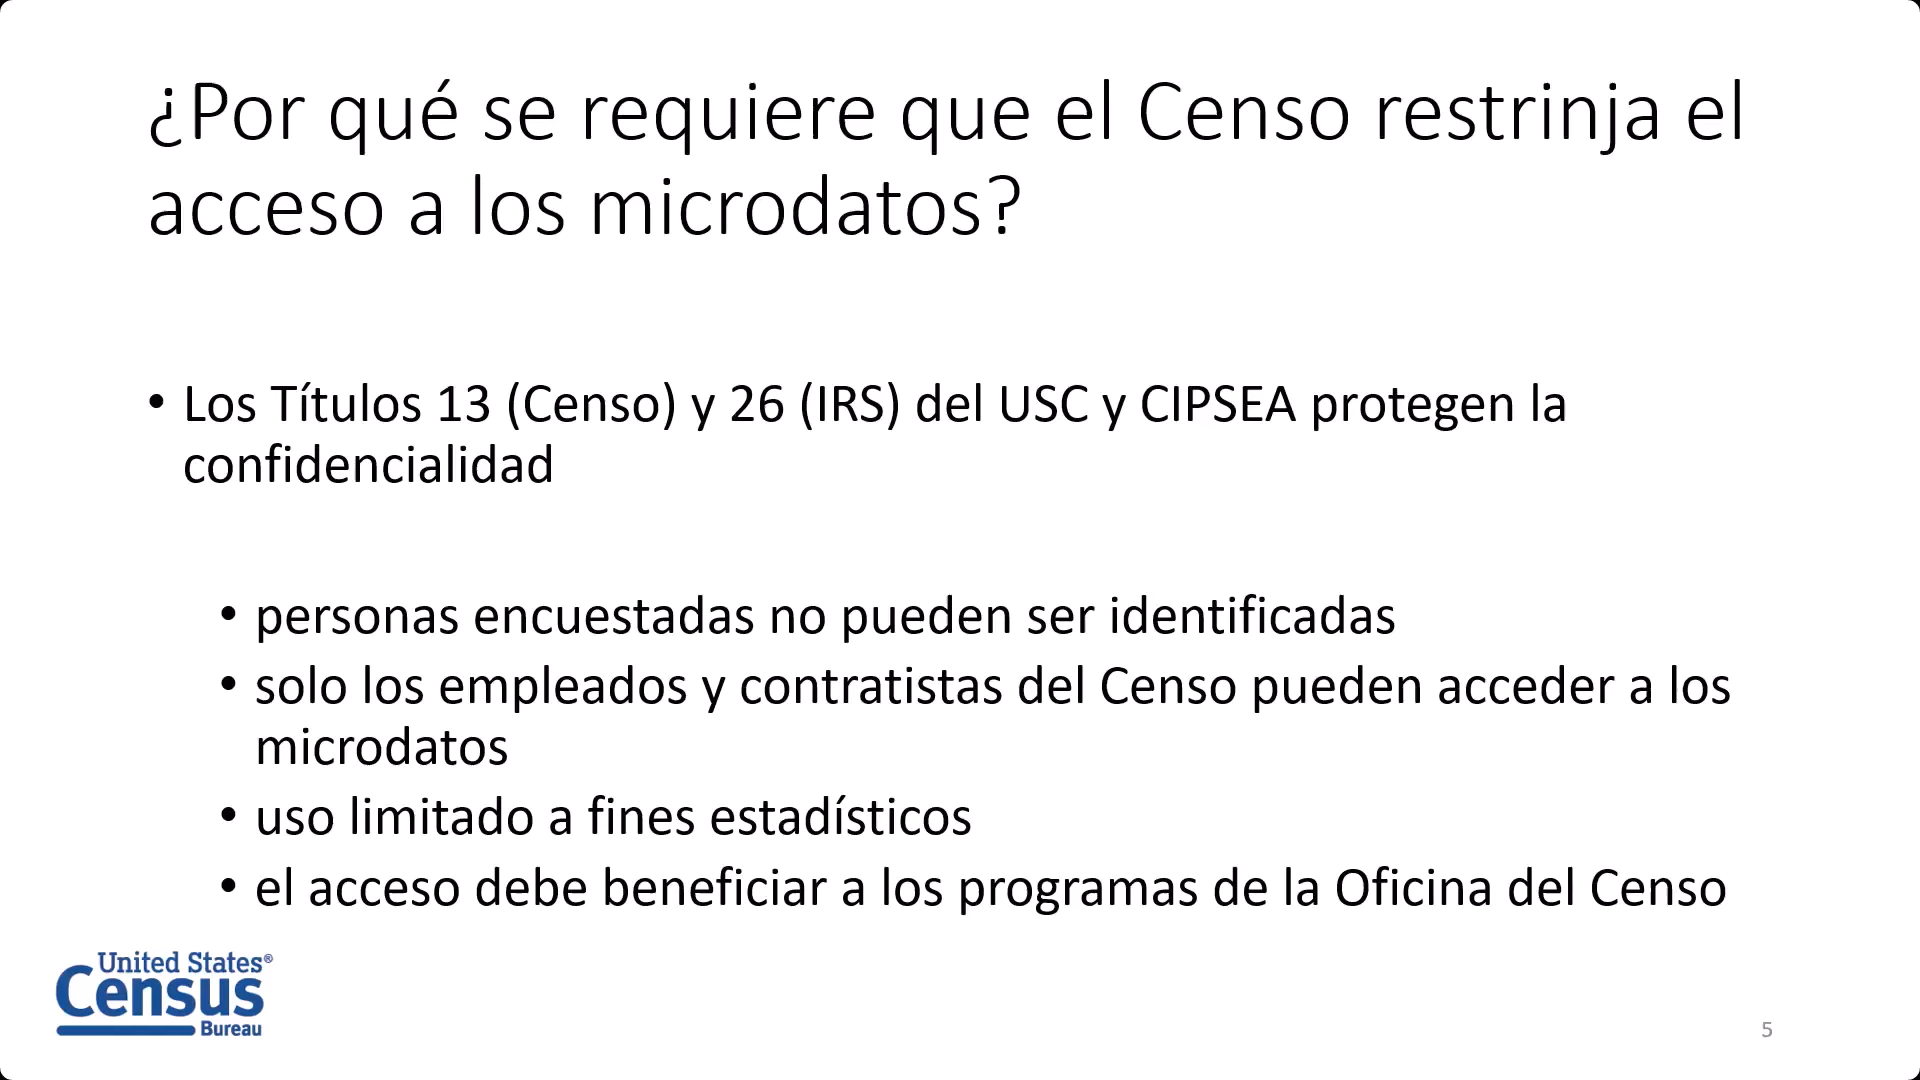 ¿Por qué se requiere que el Censo restrinja el
acceso a los microdatos?
• Los Títulos 13 (Censo) y 26 (IRS) del USC y CIPSEA protegen la
confidencialidad
• personas encuestadas no pueden ser identificadas
• solo los empleados y contratistas del Censo pueden acceder a los
microdatos
• uso limitado a fines estadísticos
• el acceso debe beneficiar a los programas de la Oficina del Censo
United States®
Census
Bureau
5